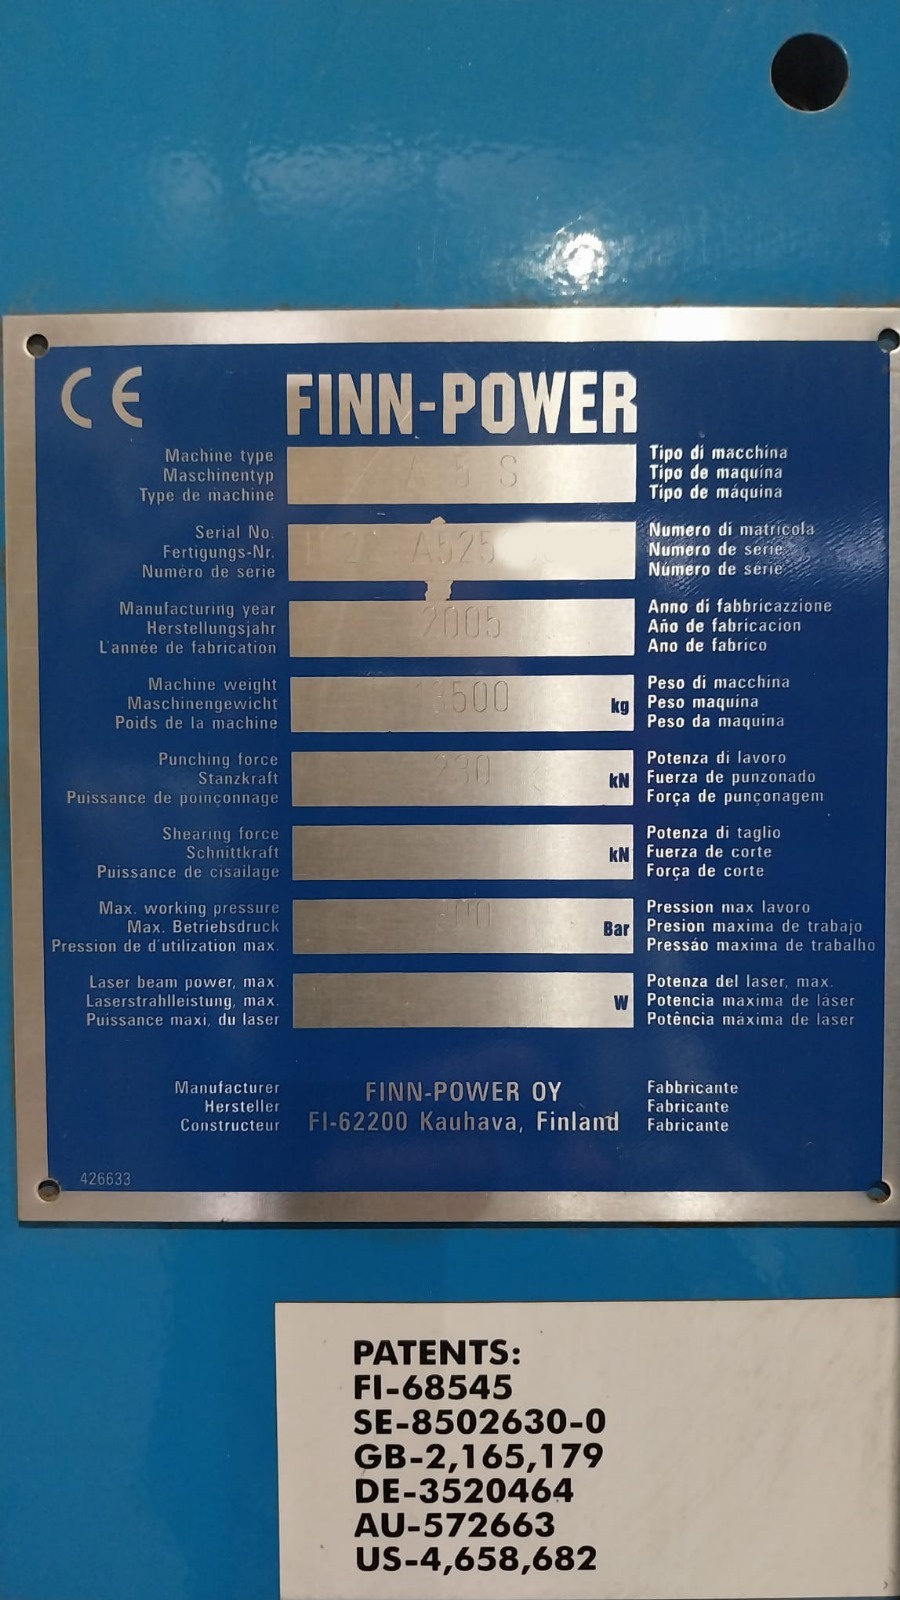 CE
FINN-POWER
Machine type
Maschinentyp
Type de machine
A 5 S
Tipo di macchina
Tipo de maquina
Tipo de máquina
Serial No.
Fertigungs-Nr.
Numéro de serie
A525
Numero di matricola
Numero de serie
Número de série
Manufacturing year
Herstellungsjahr
L'année de fabrication
2005
Anno di fabbricazzione
Año de fabricacion
Ano de fabrico
Machine weight
Maschinengewicht
Poids de la machine
kg
Peso di macchina
Peso maquina
Peso da maquina
Punching force
Stanzkraft
Puissance de poinçonnage
230
kN
Potenza di lavoro
Fuerza de punzonado
Força de punçonagem
Shearing force
Schnittkraft
Puissance de cisailage
kN
Potenza di taglio
Fuerza de corte
Força de corte
Max. working pressure
Max. Betriebsdruck
Pression de d'utilization max.
Bar
Pression max lavoro
Presion maxima de trabajo
Pressáo maxima de trabalho
Laser beam power, max.
Laserstrahlleistung, max.
Puissance maxi, du laser
W
Potenza del laser, max.
Potencia maxima de láser
Potência máxima de laser
Manufacturer
Hersteller
Constructeur
FINN-POWER OY
FI-62200 Kauhava, Finland
Fabbricante
Fabricante
Fabricante
426633
PATENTS:
FI-68545
SE-8502630-0
GB-2,165,179
DE-3520464
AU-572663
US-4,658,682